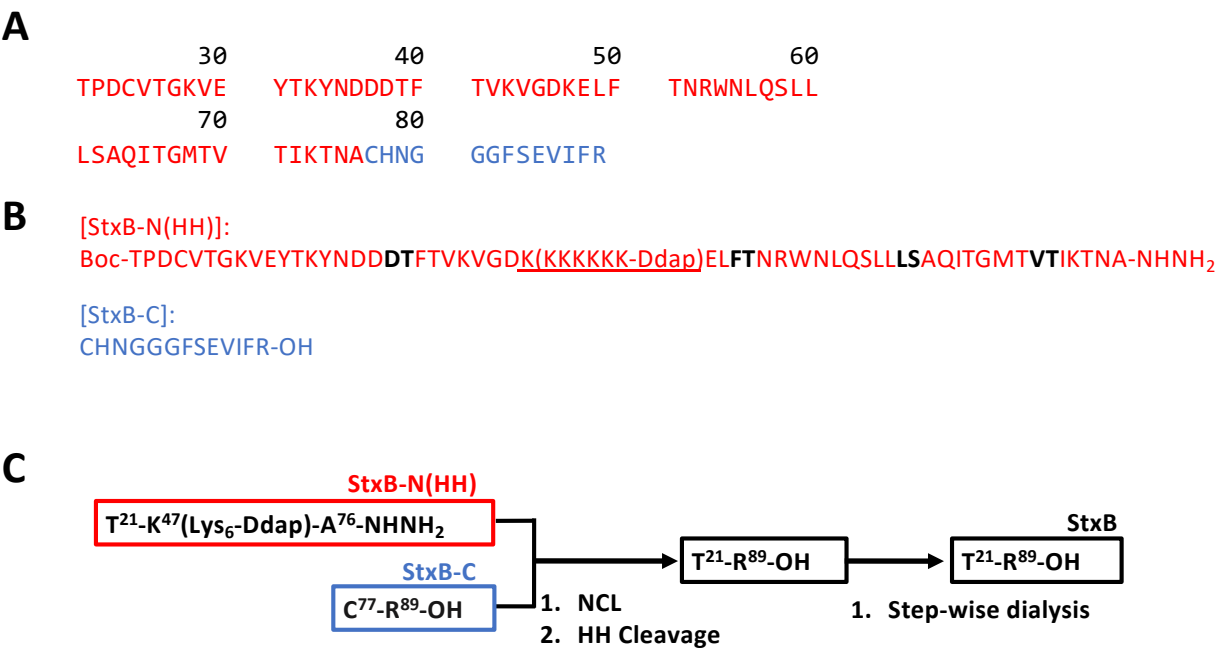 A
30 40 50 60
TPDCVTGKVE YTKYNDDDTF TVKVGDKELF TNRWNLQSLL
70 80
LSAQITGMTV TIKTNACHNG GGFSEVIFR
B
[StxB-N(HH)]:
Boc-TPDCVTGKVEYTKYNDDDTFTVKVGDK(KKKKKK-Ddap)ELFTNRWNLQSLLLSAQITGMTVTIKTNA-NHNH₂
[StxB-C]:
CHNGGGFSEVIFR-OH
C
StxB-N(HH)
T²¹-K⁴⁷(Lys₆-Ddap)-A⁷⁶-NHNH₂
StxB-C
C⁷⁷-R⁸⁹-OH
1. NCL
2. HH Cleavage
T²¹-R⁸⁹-OH
1. Step-wise dialysis
StxB
T²¹-R⁸⁹-OH